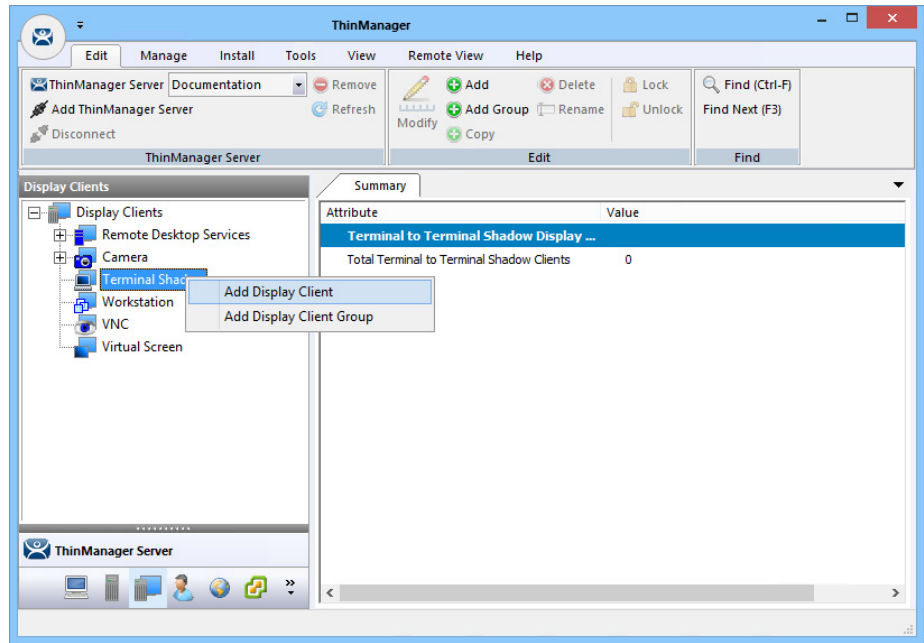 ThinManager
Edit Manage Install Tools View Remote View Help
ThinManager Server Documentation
Add ThinManager Server
Disconnect
ThinManager Server
Remove
Refresh
Modify
Add
Add Group
Copy
Delete
Rename
Edit
Lock
Unlock
Find (Ctrl-F)
Find Next (F3)
Find
Display Clients
Display Clients
Remote Desktop Services
Camera
Terminal Shad
Workstation
VNC
Virtual Screen
Add Display Client
Add Display Client Group
Summary
Attribute Value
Terminal to Terminal Shadow Display ...
Total Terminal to Terminal Shadow Clients 0
ThinManager Server